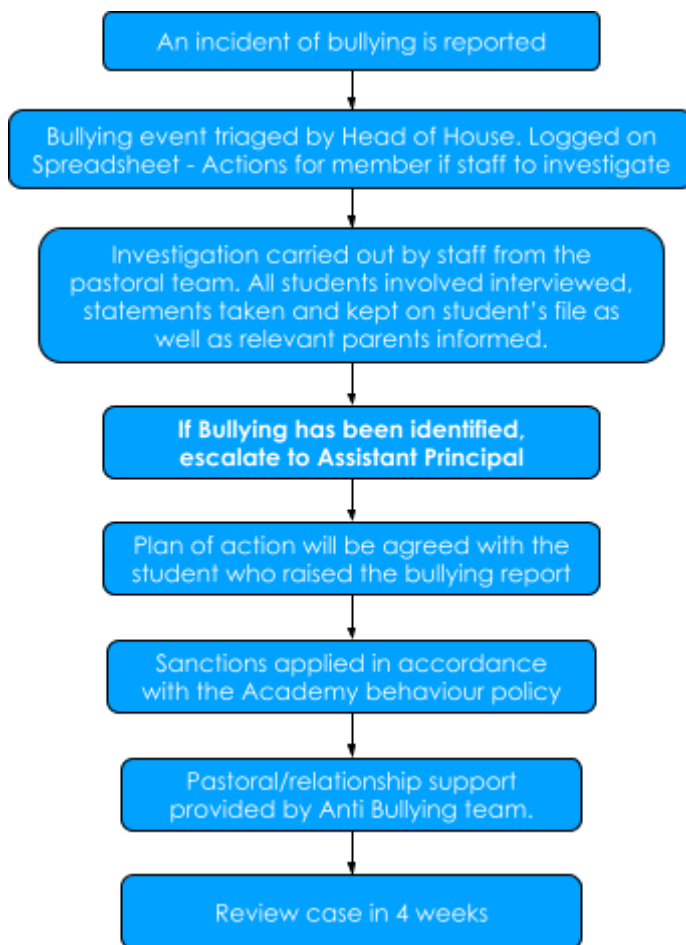 An incident of bullying is reported
Bullying event triaged by Head of House. Logged on
Spreadsheet - Actions for member if staff to investigate
Investigation carried out by staff from the
pastoral team. All students involved interviewed,
statements taken and kept on student’s file as
well as relevant parents informed.
If Bullying has been identified,
escalate to Assistant Principal
Plan of action will be agreed with the
student who raised the bullying report
Sanctions applied in accordance
with the Academy behaviour policy
Pastoral/relationship support
provided by Anti Bullying team.
Review case in 4 weeks